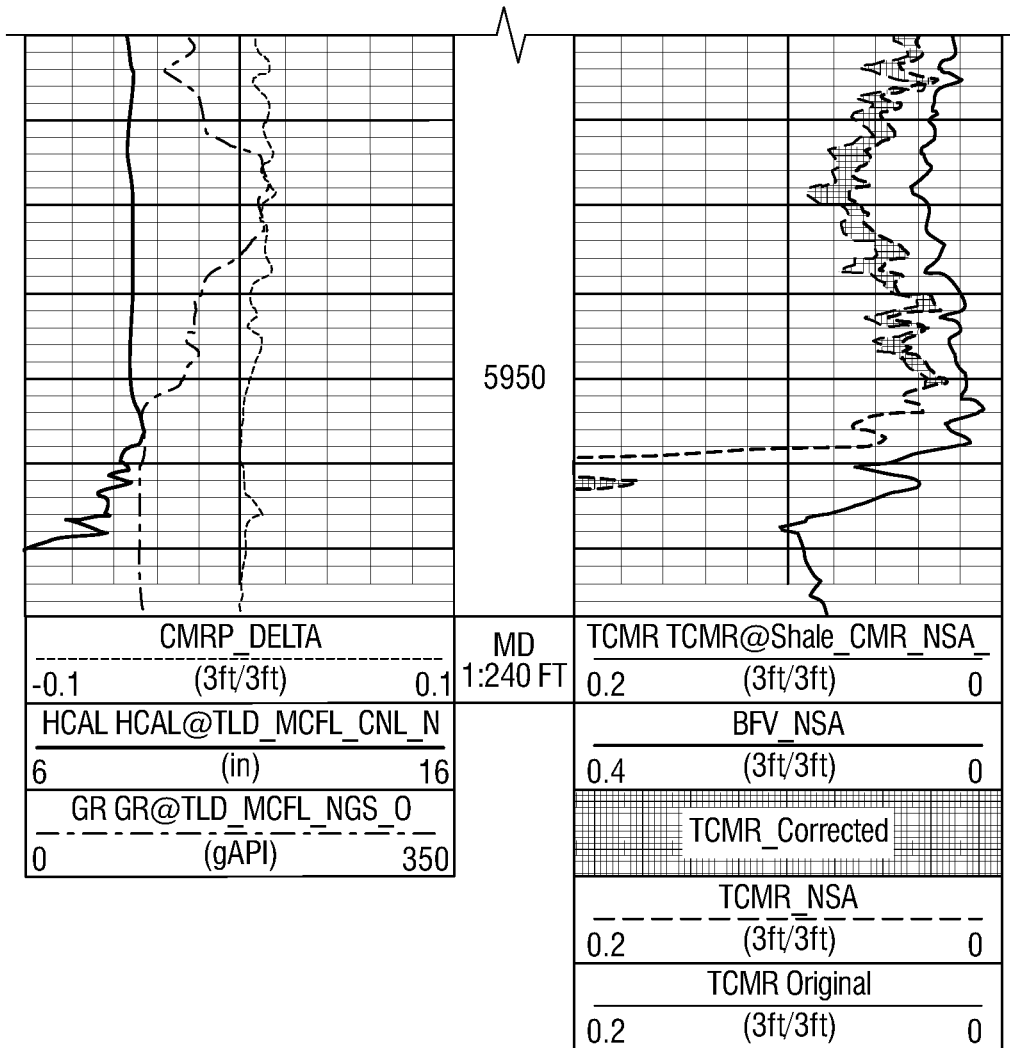 5950
CMRP_DELTA
-0.1 (3ft/3ft) 0.1
HCAL HCAL@TLD_MCFL_CNL_N
6 (in) 16
GR GR@TLD_MCFL_NGS_O
0 (gAPI) 350
MD
1:240 FT
TCMR TCMR@Shale_CMR_NSA_
0.2 (3ft/3ft) 0
BFV_NSA
0.4 (3ft/3ft) 0
TCMR_Corrected
TCMR_NSA
0.2 (3ft/3ft) 0
TCMR Original
0.2 (3ft/3ft) 0